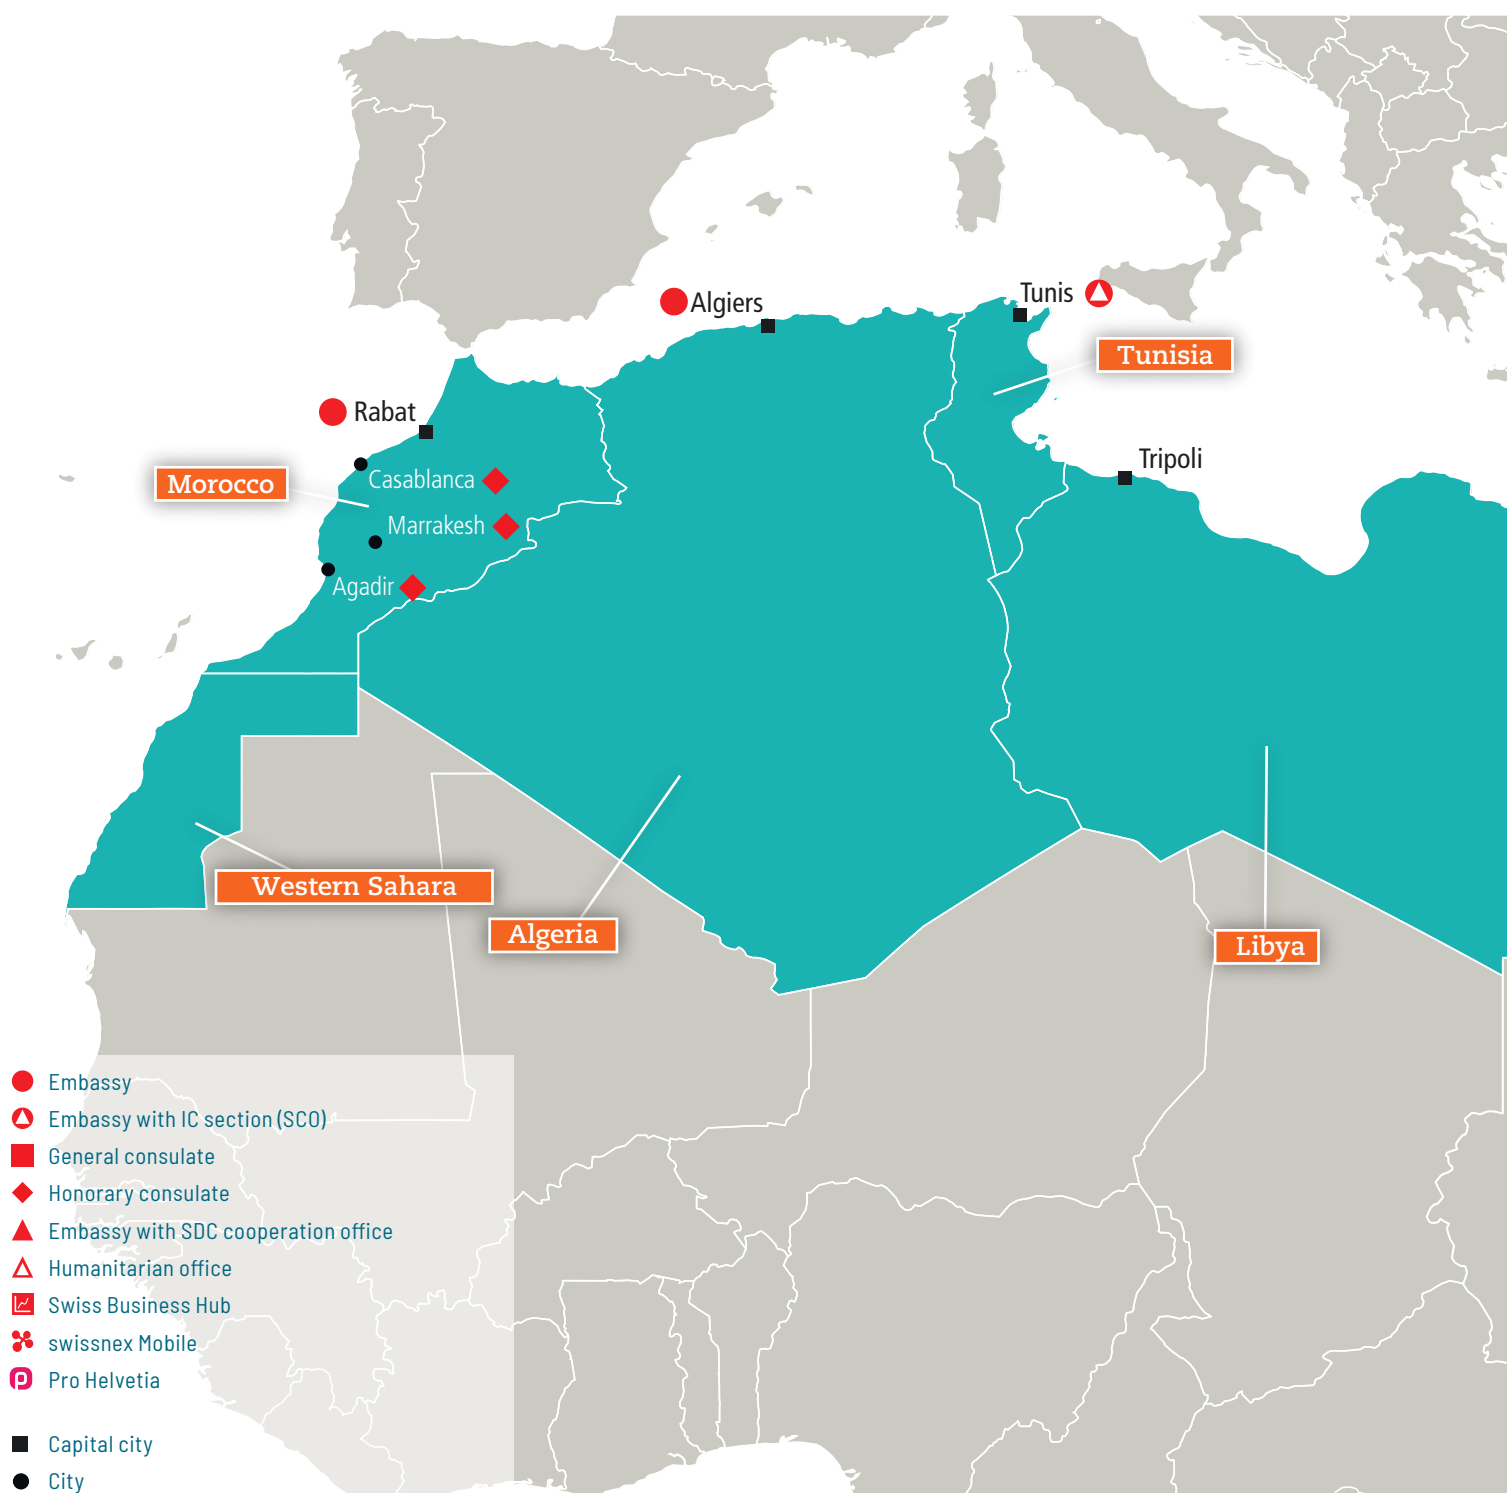 Algiers
Tunis
Tunisia
Rabat
Tripoli
Casablanca
Morocco
Marrakesh
Agadir
Western Sahara
Algeria
Libya
Embassy
Embassy with IC section (SCO)
General consulate
Honorary consulate
Embassy with SDC cooperation office
Humanitarian office
Swiss Business Hub
swissnex Mobile
Pro Helvetia
Capital city
City